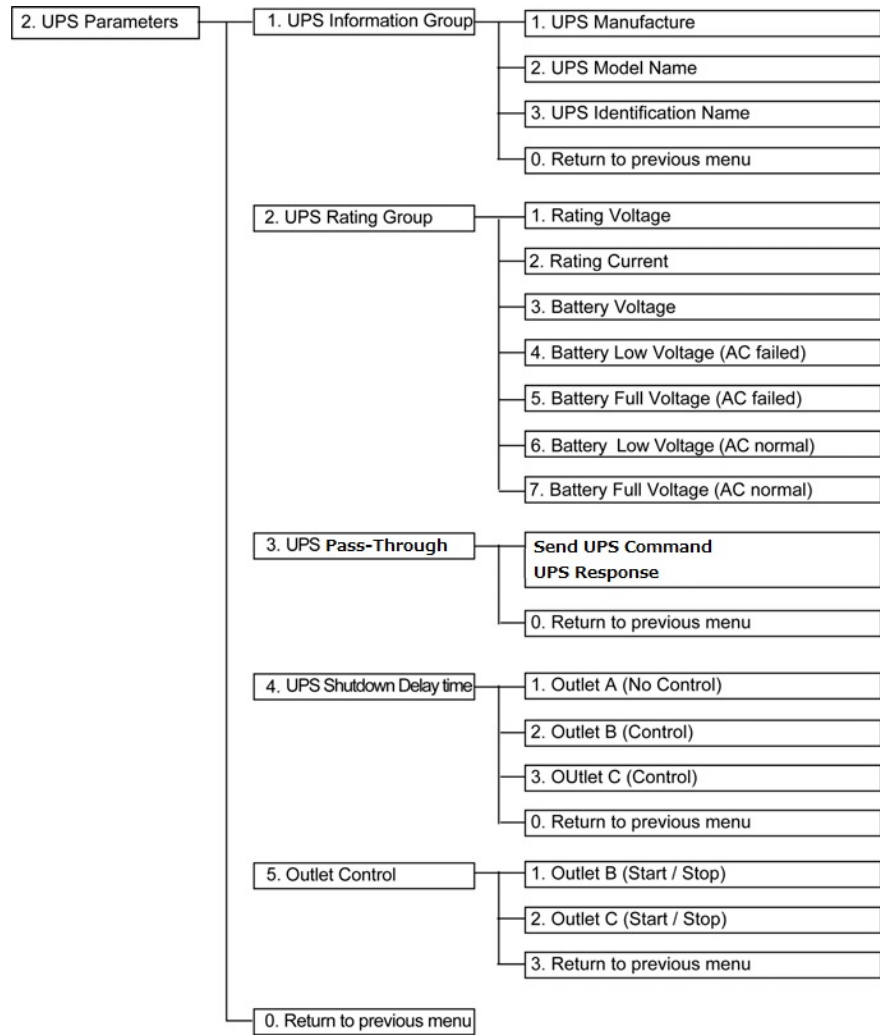 2. UPS Parameters
1. UPS Information Group
1. UPS Manufacture
2. UPS Model Name
3. UPS Identification Name
0. Return to previous menu
2. UPS Rating Group
1. Rating Voltage
2. Rating Current
3. Battery Voltage
4. Battery Low Voltage (AC failed)
5. Battery Full Voltage (AC failed)
6. Battery Low Voltage (AC normal)
7. Battery Full Voltage (AC normal)
3. UPS Pass-Through
Send UPS Command
UPS Response
0. Return to previous menu
4. UPS Shutdown Delay time
1. Outlet A (No Control)
2. Outlet B (Control)
3. OUtlet C (Control)
0. Return to previous menu
5. Outlet Control
1. Outlet B (Start / Stop)
2. Outlet C (Start / Stop)
3. Return to previous menu
0. Return to previous menu